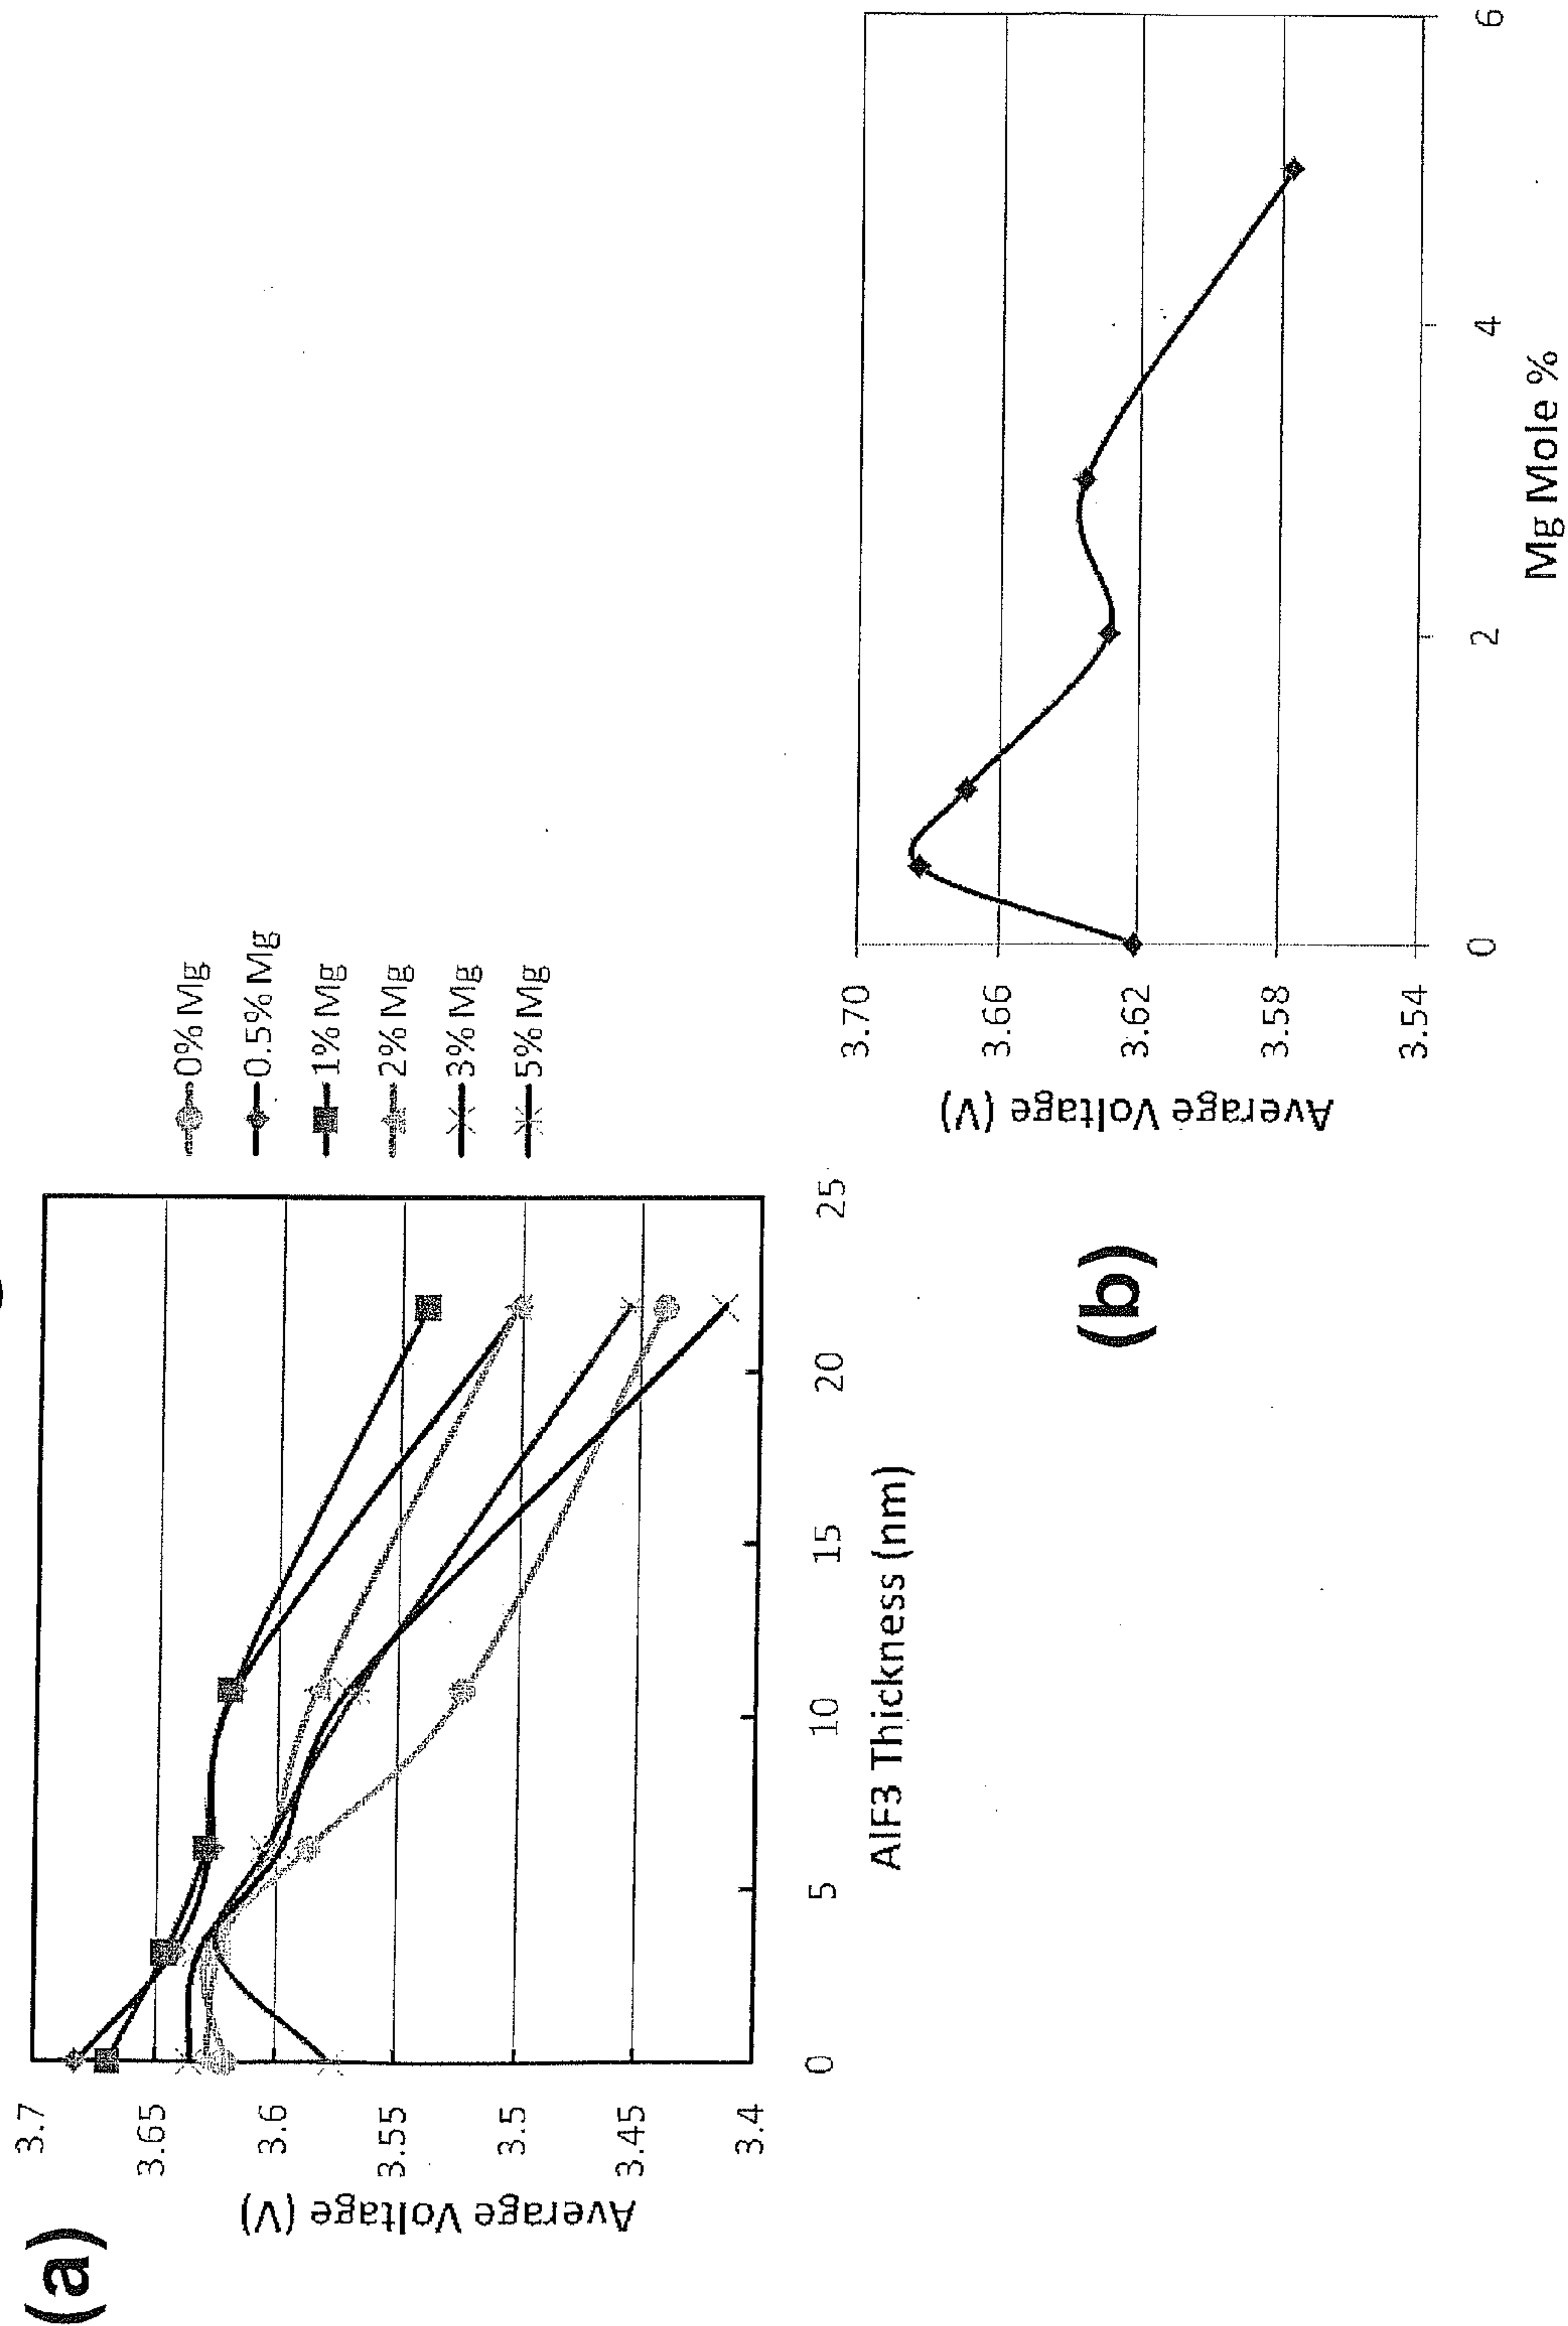 (a)
Average Voltage (V)
3.7
3.65
3.6
3.55
3.5
3.45
3.4
0
5
10
15
20
25
AlF3 Thickness (nm)
0% Mg
0.5% Mg
1% Mg
2% Mg
3% Mg
5% Mg
(b)
Average Voltage (V)
3.70
3.66
3.62
3.58
3.54
0
2
4
6
Mg Mole %